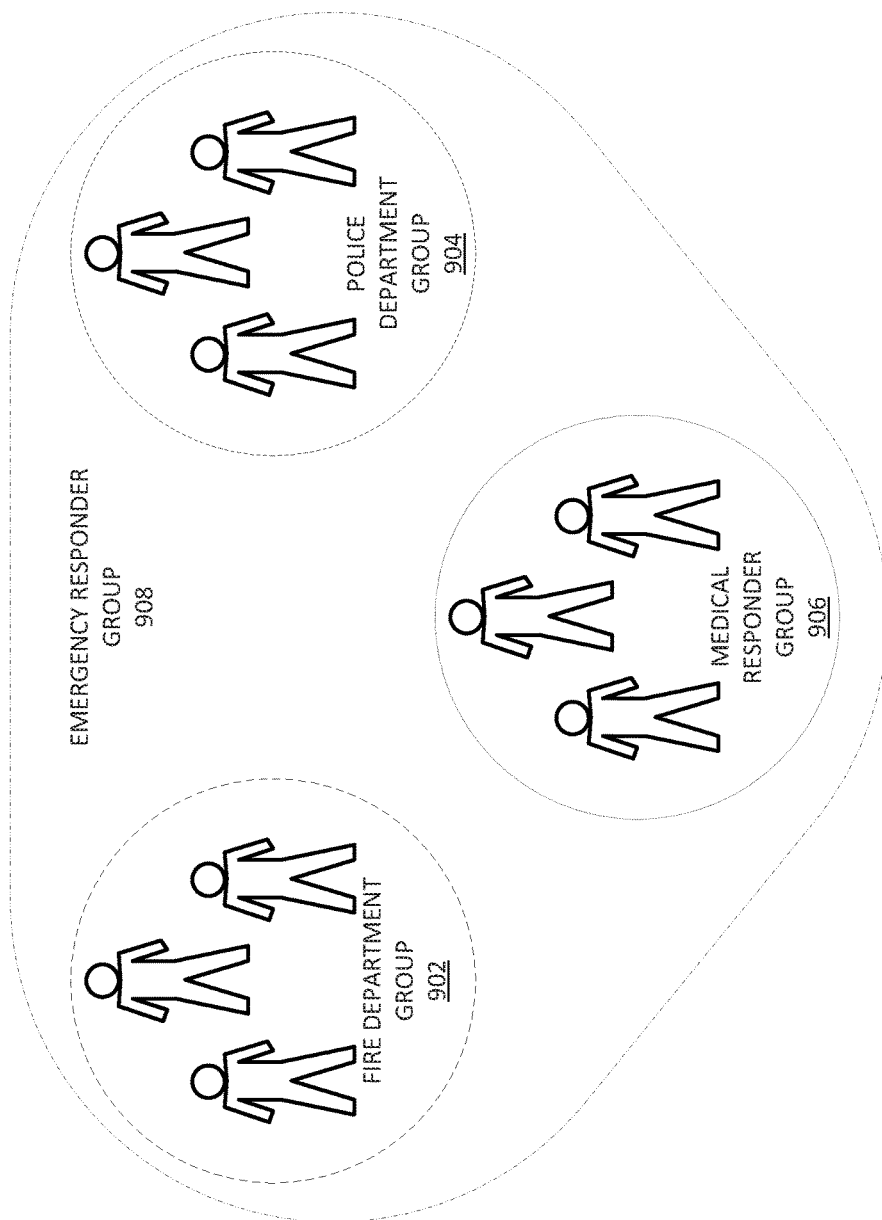 EMERGENCY RESPONDER
GROUP
908
FIRE DEPARTMENT
GROUP
902
POLICE
DEPARTMENT
GROUP
904
MEDICAL
RESPONDER
GROUP
906